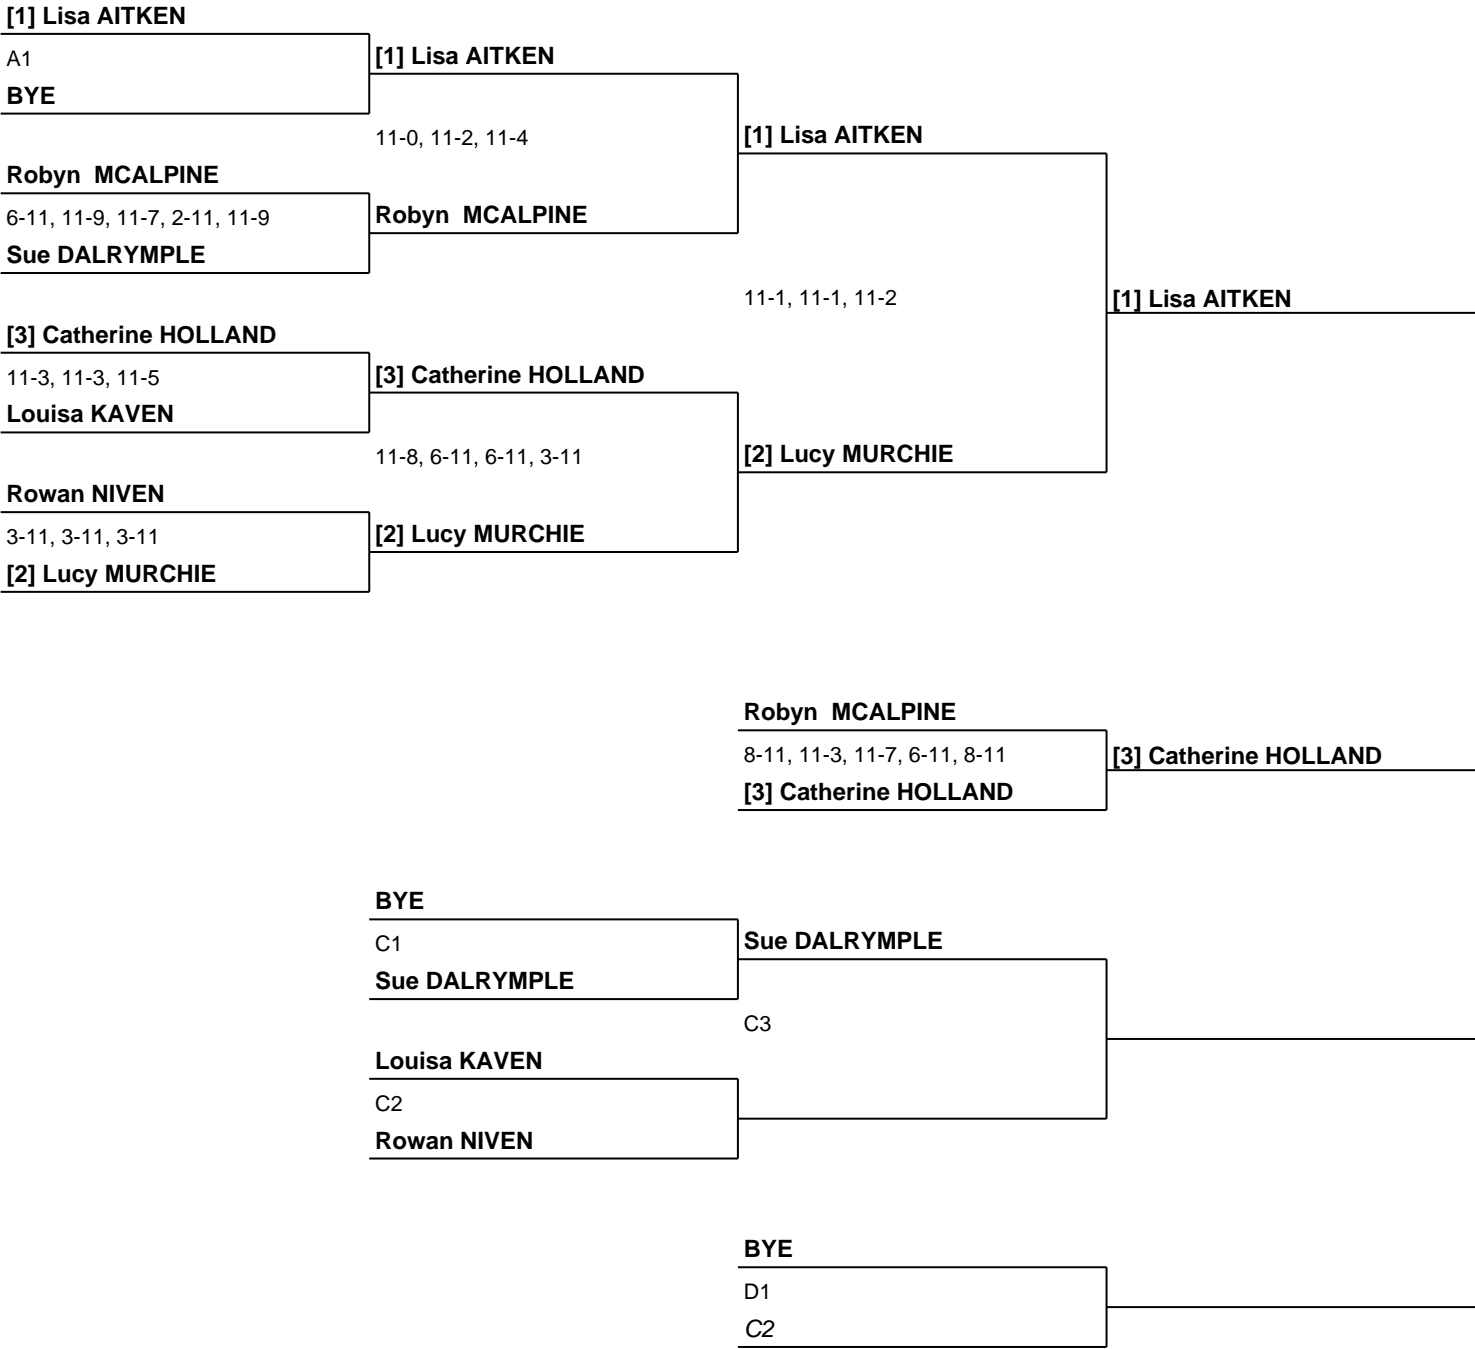 [1] Lisa AITKEN
A1
BYE
[1] Lisa AITKEN
11-0, 11-2, 11-4
[1] Lisa AITKEN
Robyn  MCALPINE
6-11, 11-9, 11-7, 2-11, 11-9
Sue DALRYMPLE
Robyn  MCALPINE
11-1, 11-1, 11-2
[1] Lisa AITKEN
[3] Catherine HOLLAND
11-3, 11-3, 11-5
Louisa KAVEN
[3] Catherine HOLLAND
11-8, 6-11, 6-11, 3-11
[2] Lucy MURCHIE
Rowan NIVEN
3-11, 3-11, 3-11
[2] Lucy MURCHIE
[2] Lucy MURCHIE
Robyn  MCALPINE
8-11, 11-3, 11-7, 6-11, 8-11
[3] Catherine HOLLAND
[3] Catherine HOLLAND
BYE
C1
Sue DALRYMPLE
Sue DALRYMPLE
C3
Louisa KAVEN
C2
Rowan NIVEN
BYE
D1
C2